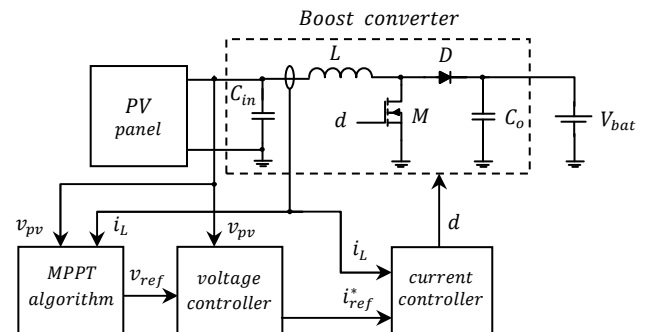 Boost converter
L
D
PV
panel
C_in
d
M
C_o
V_bat
v_pv
i_L
v_pv
d
MPPT
algorithm
v_ref
voltage
controller
i_L
i*_ref
current
controller